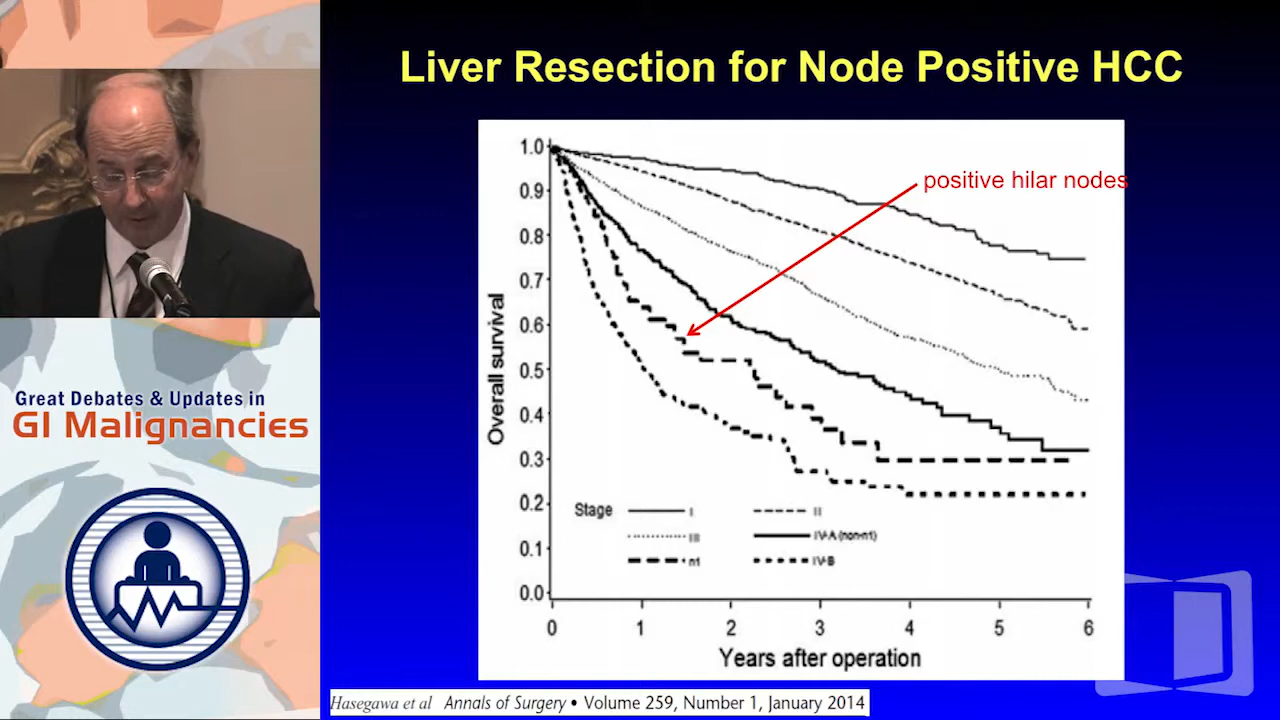 Liver Resection for Node Positive HCC
positive hilar nodes
Great Debates & Updates in
GI Malignancies
1.0
0.9
0.8
0.7
0.6
0.5
0.4
0.3
0.2
0.1
0.0
Overall survival
Stage
I
II
III
IV-A (non-n1)
n1
IV-B
0 1 2 3 4 5 6
Years after operation
Hasegawa et al Annals of Surgery • Volume 259, Number 1, January 2014